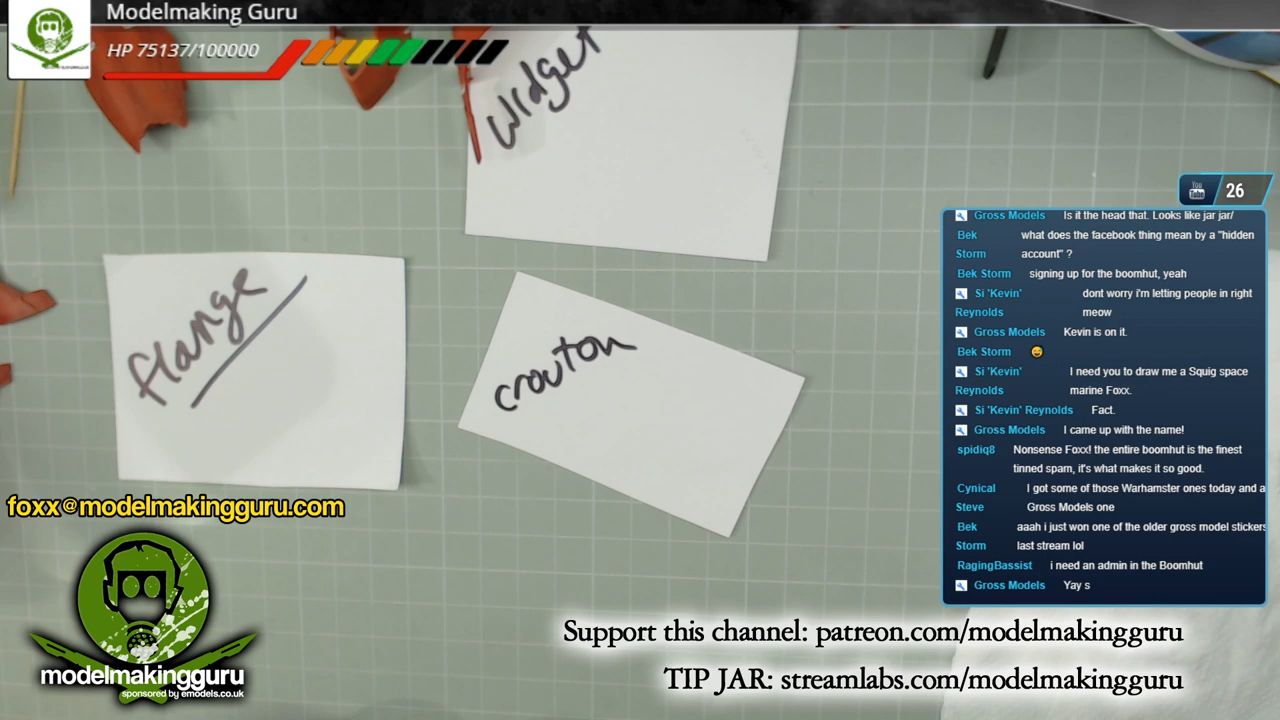 Modelmaking Guru
HP 75137/100000
widget
You
Tube
26
flange
crouton
Gross Models Is it the head that. Looks like jar jar/
Bek what does the facebook thing mean by a "hidden
Storm account" ?
Bek Storm signing up for the boomhut, yeah
Si 'Kevin' dont worry i'm letting people in right
Reynolds meow
Gross Models Kevin is on it.
Bek Storm
Si 'Kevin' I need you to draw me a Squig space
Reynolds marine Foxx.
Si 'Kevin' Reynolds Fact.
Gross Models I came up with the name!
spidiq8 Nonsense Foxx! the entire boomhut is the finest
tinned spam, it's what makes it so good.
Cynical I got some of those Warhamster ones today and a
Steve Gross Models one
Bek aaah i just won one of the older gross model stickers
Storm last stream lol
RagingBassist i need an admin in the Boomhut
Gross Models Yay s
foxx@modelmakingguru.com
modelmakingguru
sponsored by emodels.co.uk
Support this channel: patreon.com/modelmakingguru
TIP JAR: streamlabs.com/modelmakingguru